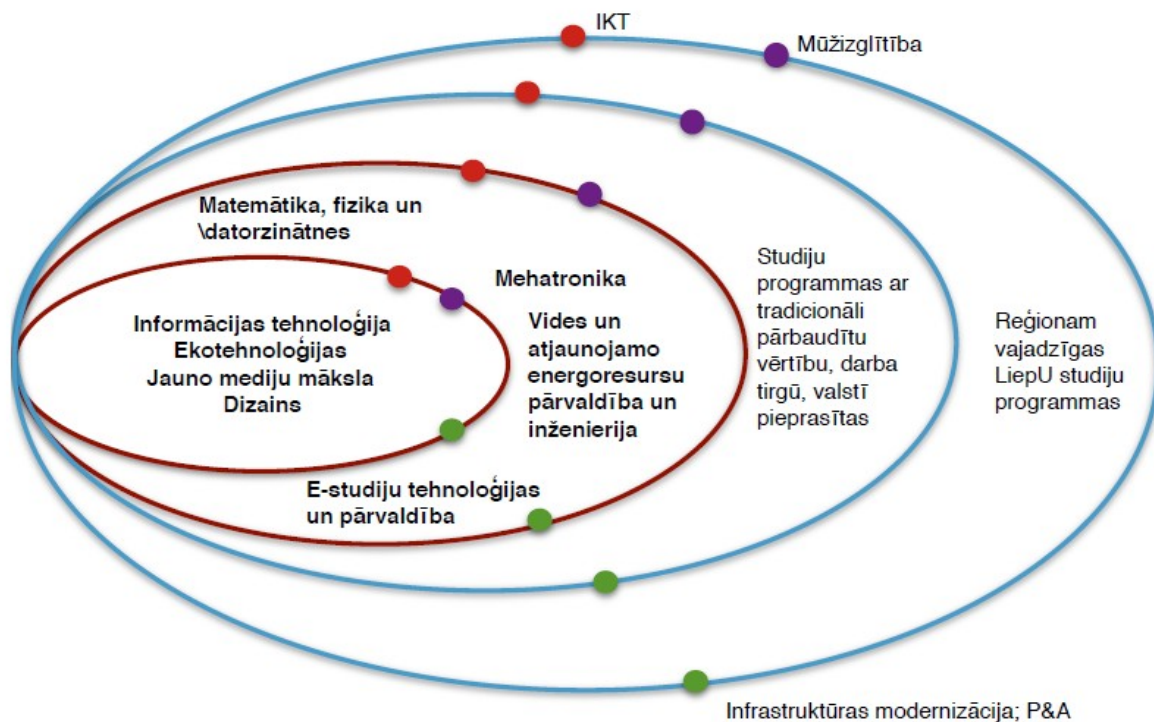 IKT
Mūžizglītība
Matemātika, fizika un
\datorzinātnes
Informācijas tehnoloģija
Ekotehnoloģijas
Jauno mediju māksla
Dizains
Mehatronika
Vides un
atjaunojamo
energoresursu
pārvaldība un
inženierija
E-studiju tehnoloģijas
un pārvaldība
Studiju
programmas ar
tradicionāli
pārbaudītu
vērtību, darba
tirgū, valstī
pieprasītas
Reģionam
vajadzīgas
LiepU studiju
programmas
Infrastruktūras modernizācija; P&A